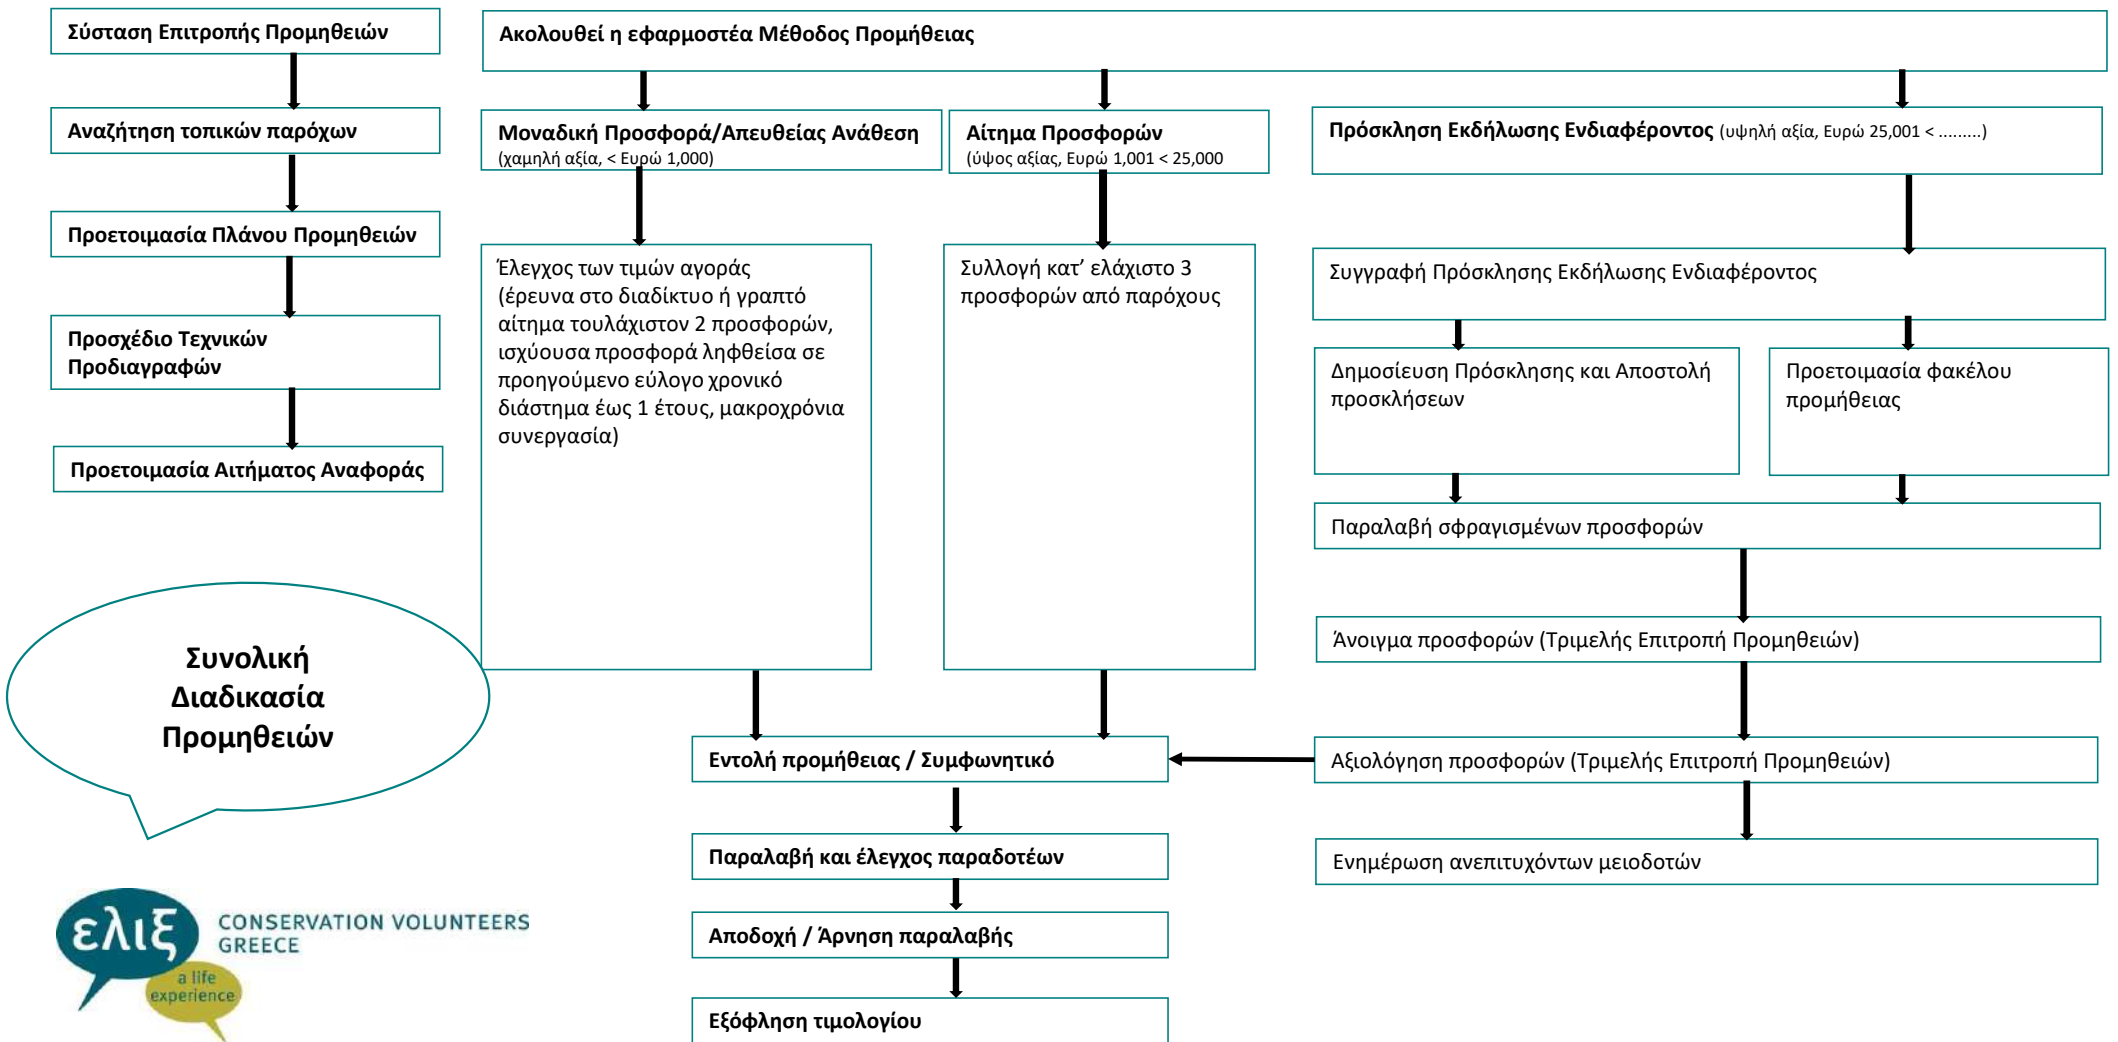 Σύσταση Επιτροπής Προμηθειών
Αναζήτηση τοπικών παρόχων
Προετοιμασία Πλάνου Προμηθειών
Προσχέδιο Τεχνικών
Προδιαγραφών
Προετοιμασία Αιτήματος Αναφοράς
Ακολουθεί η εφαρμοστέα Μέθοδος Προμήθειας
Μοναδική Προσφορά/Απευθείας Ανάθεση
(χαμηλή αξία, < Ευρώ 1,000)
Έλεγχος των τιμών αγοράς
(έρευνα στο διαδίκτυο ή γραπτό
αίτημα τουλάχιστον 2 προσφορών,
ισχύουσα προσφορά ληφθείσα σε
προηγούμενο εύλογο χρονικό
διάστημα έως 1 έτους, μακροχρόνια
συνεργασία)
Αίτημα Προσφορών
(ύψος αξίας, Ευρώ 1,001 < 25,000
Συλλογή κατ’ ελάχιστο 3
προσφορών από παρόχους
Πρόσκληση Εκδήλωσης Ενδιαφέροντος (υψηλή αξία, Ευρώ 25,001 < .........)
Συγγραφή Πρόσκλησης Εκδήλωσης Ενδιαφέροντος
Δημοσίευση Πρόσκλησης και Αποστολή
προσκλήσεων
Προετοιμασία φακέλου
προμήθειας
Παραλαβή σφραγισμένων προσφορών
Άνοιγμα προσφορών (Τριμελής Επιτροπή Προμηθειών)
Αξιολόγηση προσφορών (Τριμελής Επιτροπή Προμηθειών)
Ενημέρωση ανεπιτυχόντων μειοδοτών
Εντολή προμήθειας / Συμφωνητικό
Παραλαβή και έλεγχος παραδοτέων
Αποδοχή / Άρνηση παραλαβής
Εξόφληση τιμολογίου
Συνολική
Διαδικασία
Προμηθειών
ελιξ
CONSERVATION VOLUNTEERS
GREECE
a life
experience